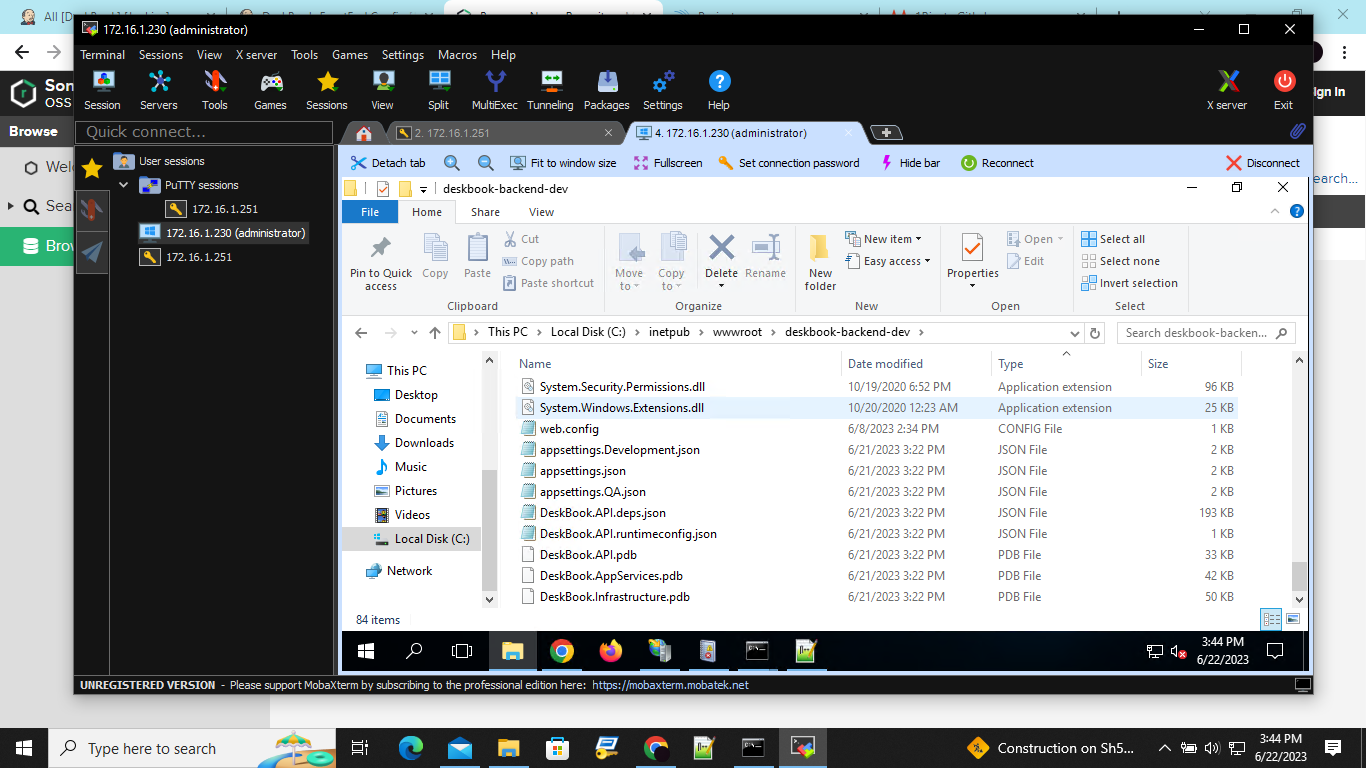 172.16.1.230 (administrator)
Terminal Sessions View X server Tools Games Settings Macros Help
Session Servers Tools Games Sessions View Split MultiExec Tunneling Packages Settings Help X server Exit
Son
OSS
gn In
Browse
Quick connect...
2. 172.16.1.251
4. 172.16.1.230 (administrator)
Welc
User sessions
Detach tab Fit to window size Fullscreen Set connection password Hide bar Reconnect Disconnect
PuTTY sessions
earch...
deskbook-backend-dev
Sea
172.16.1.251
File Home Share View
172.16.1.230 (administrator)
Brow
172.16.1.251
Cut
Copy path
Paste shortcut
New item
Easy access
Open
Edit
Select all
Select none
Invert selection
Pin to Quick access
Copy Paste
Move to
Copy to
Delete Rename
New folder
Properties
Clipboard Organize New Open Select
This PC Local Disk (C:) inetpub wwwroot deskbook-backend-dev
Search deskbook-backen...
Name Date modified Type Size
This PC
Desktop
Documents
Downloads
Music
Pictures
Videos
Local Disk (C:)
Network
System.Security.Permissions.dll 10/19/2020 6:52 PM Application extension 96 KB
System.Windows.Extensions.dll 10/20/2020 12:23 AM Application extension 25 KB
web.config 6/8/2023 2:34 PM CONFIG File 1 KB
appsettings.Development.json 6/21/2023 3:22 PM JSON File 2 KB
appsettings.json 6/21/2023 3:22 PM JSON File 2 KB
appsettings.QA.json 6/21/2023 3:22 PM JSON File 2 KB
DeskBook.API.deps.json 6/21/2023 3:22 PM JSON File 193 KB
DeskBook.API.runtimeconfig.json 6/21/2023 3:22 PM JSON File 1 KB
DeskBook.API.pdb 6/21/2023 3:22 PM PDB File 33 KB
DeskBook.AppServices.pdb 6/21/2023 3:22 PM PDB File 42 KB
DeskBook.Infrastructure.pdb 6/21/2023 3:22 PM PDB File 50 KB
84 items
3:44 PM
6/22/2023
UNREGISTERED VERSION - Please support MobaXterm by subscribing to the professional edition here: https://mobaxterm.mobatek.net
Type here to search
Construction on Sh5...
3:44 PM
6/22/2023